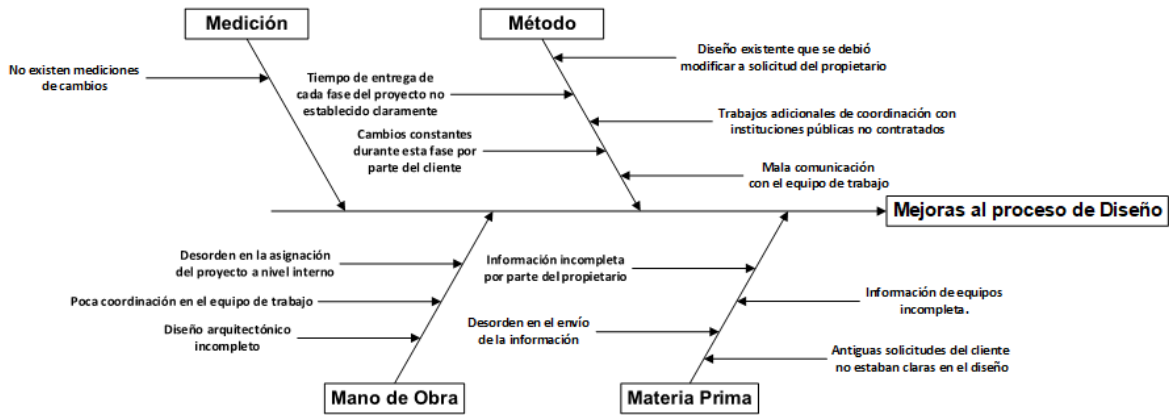 Medición
Método
No existen mediciones
de cambios
Tiempo de entrega de
cada fase del proyecto no
establecido claramente
Cambios constantes
durante esta fase por
parte del cliente
Diseño existente que se debió
modificar a solicitud del propietario
Trabajos adicionales de coordinación con
instituciones públicas no contratados
Mala comunicación
con el equipo de trabajo
Mejoras al proceso de Diseño
Desorden en la asignación
del proyecto a nivel interno
Poca coordinación en el equipo de trabajo
Diseño arquitectónico
incompleto
Información incompleta
por parte del propietario
Desorden en el envío
de la información
Información de equipos
incompleta.
Antiguas solicitudes del cliente
no estaban claras en el diseño
Mano de Obra
Materia Prima